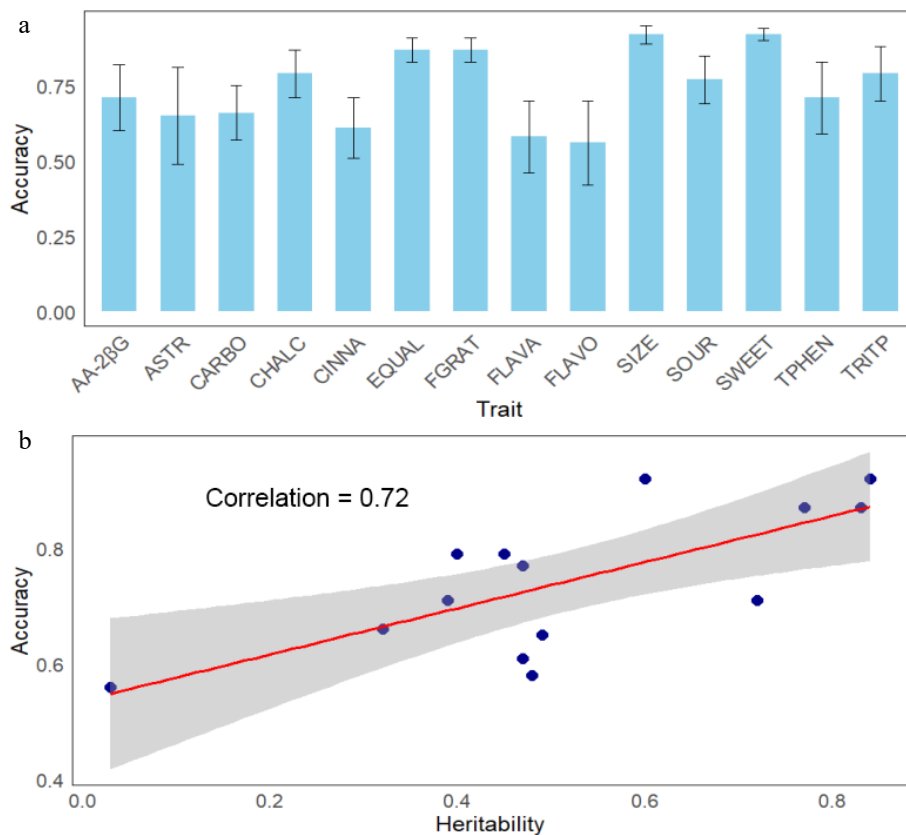 a
Accuracy
0.75
0.50
0.25
0.00
AA-2βG ASTR CARBO CHALC CINNA EQUAL FGRAT FLAVA FLAVO SIZE SOUR SWEET TPHEN TRITP
Trait
b
Correlation = 0.72
Accuracy
0.8
0.6
0.4
0.0 0.2 0.4 0.6 0.8
Heritability